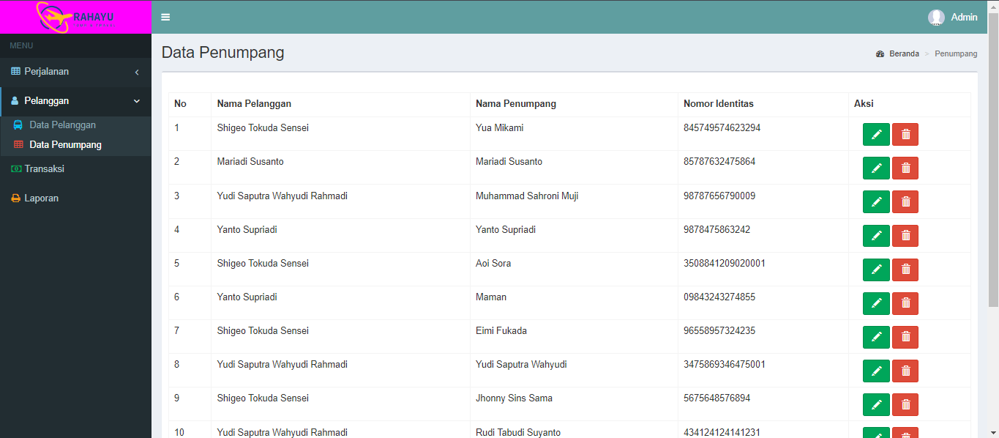 RAHAYU
Admin
MENU
Data Penumpang
Beranda > Penumpang
Perjalanan
Pelanggan
Data Pelanggan
Data Penumpang
Transaksi
Laporan
No Nama Pelanggan Nama Penumpang Nomor Identitas Aksi
1 Shigeo Tokuda Sensei Yua Mikami 845749574623294
2 Mariadi Susanto Mariadi Susanto 85787632475864
3 Yudi Saputra Wahyudi Rahmadi Muhammad Sahroni Muji 98787656790009
4 Yanto Supriadi Yanto Supriadi 9878475863242
5 Shigeo Tokuda Sensei Aoi Sora 3508841209020001
6 Yanto Supriadi Maman 09843243274855
7 Shigeo Tokuda Sensei Eimi Fukada 96558957324235
8 Yudi Saputra Wahyudi Rahmadi Yudi Saputra Wahyudi 3475869346475001
9 Shigeo Tokuda Sensei Jhonny Sins Sama 5675648576894
10 Yudi Saputra Wahyudi Rahmadi Rudi Tabudi Suyanto 434124124141231